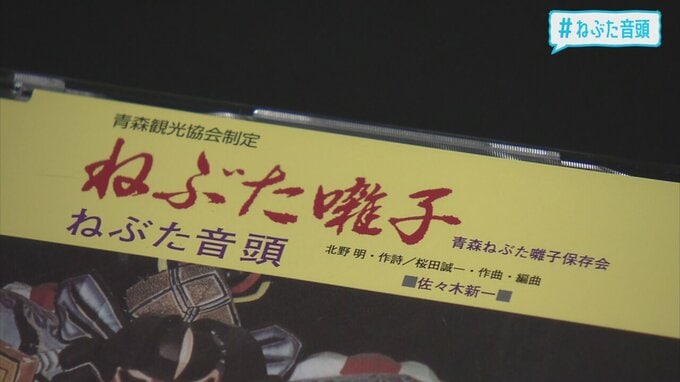 #ねぶた音頭
青森観光協会制定
ねぶた囃子 青森ねぶた囃子保存会
ねぶた音頭 北野 明・作詩／桜田誠一・作曲・編曲
■佐々木新一■